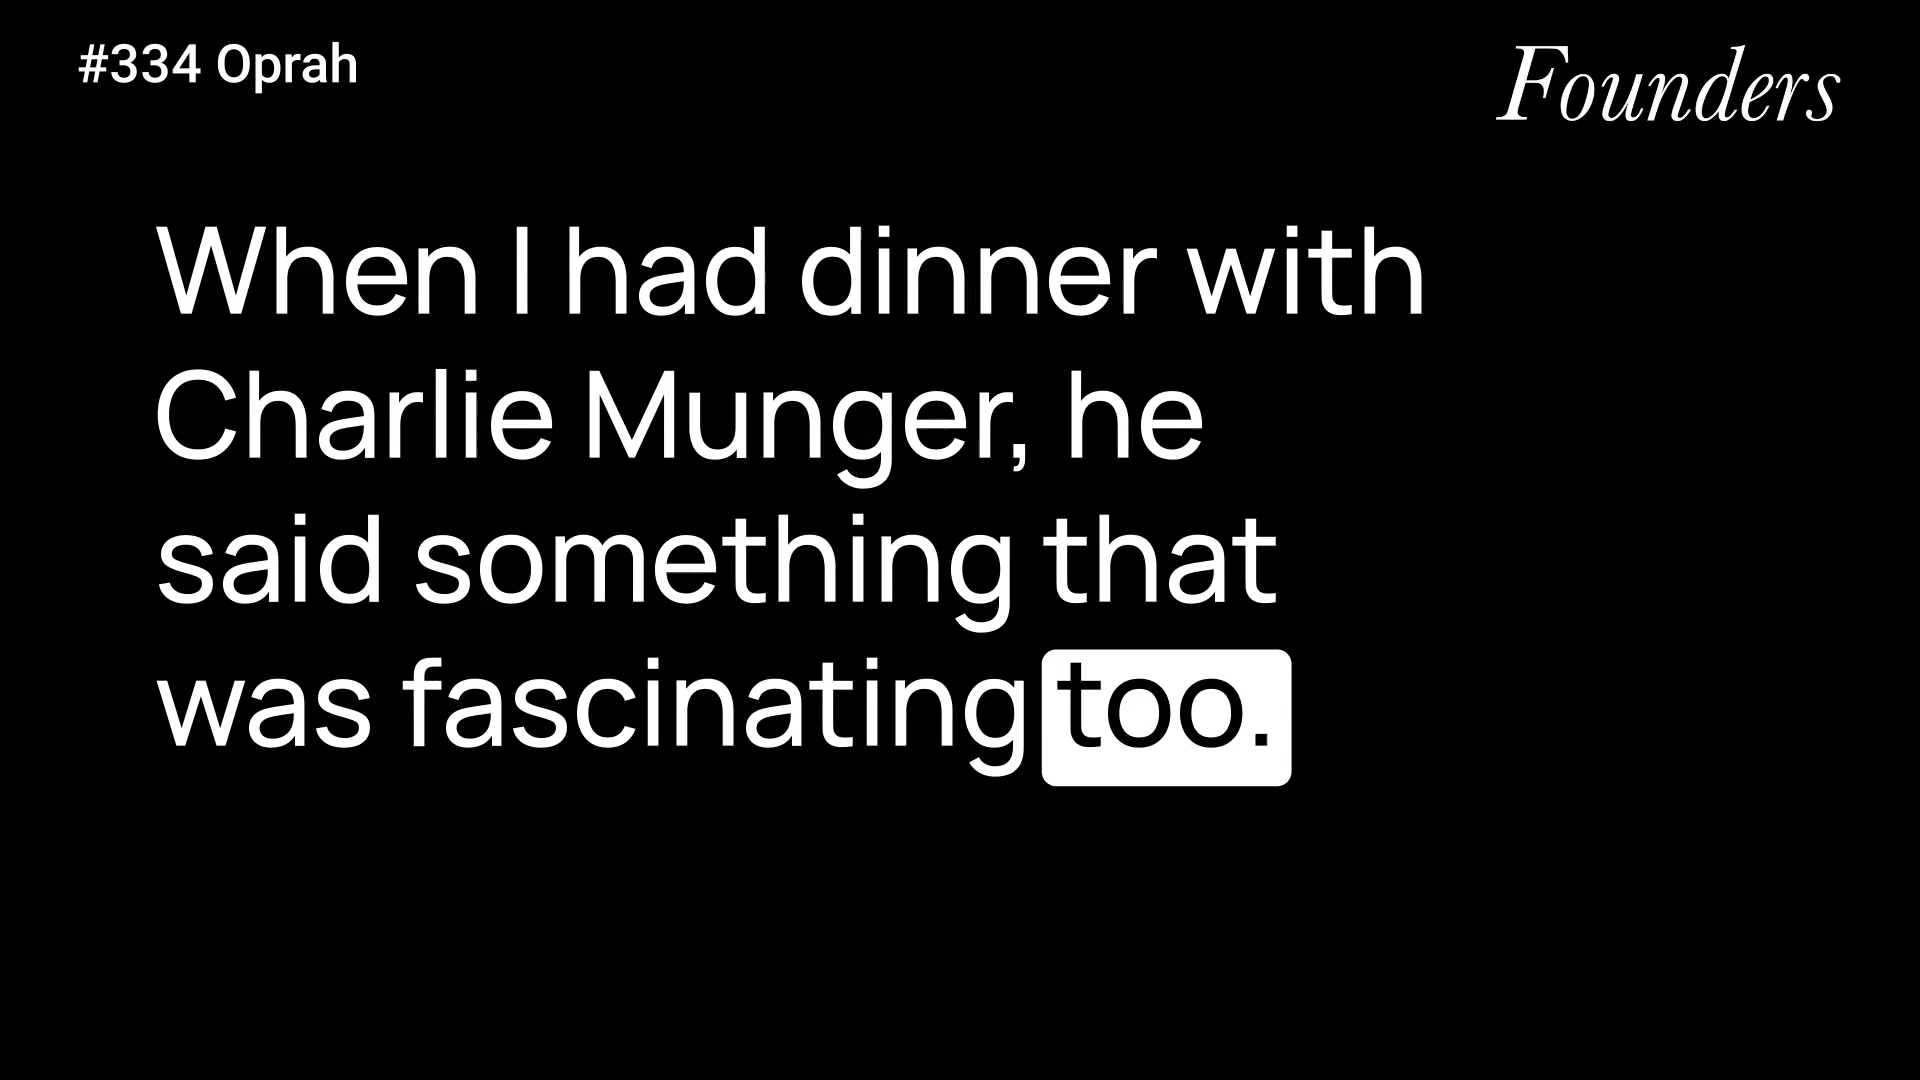 #334 Oprah
Founders
When I had dinner with
Charlie Munger, he
said something that
was fascinating too.